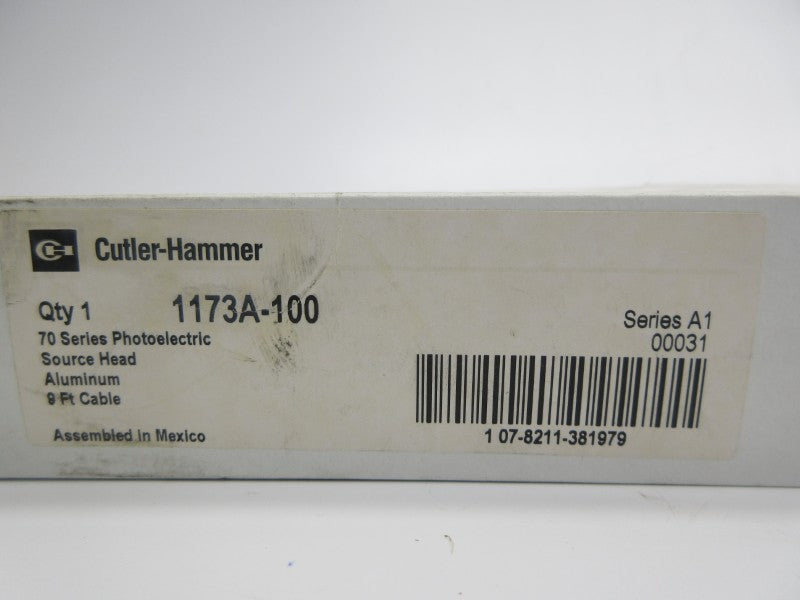 Cutler-Hammer
Qty 1 1173A-100
70 Series Photoelectric
Source Head
Aluminum
9 Ft Cable
Assembled in Mexico
Series A1
00031
1 07-8211-381979